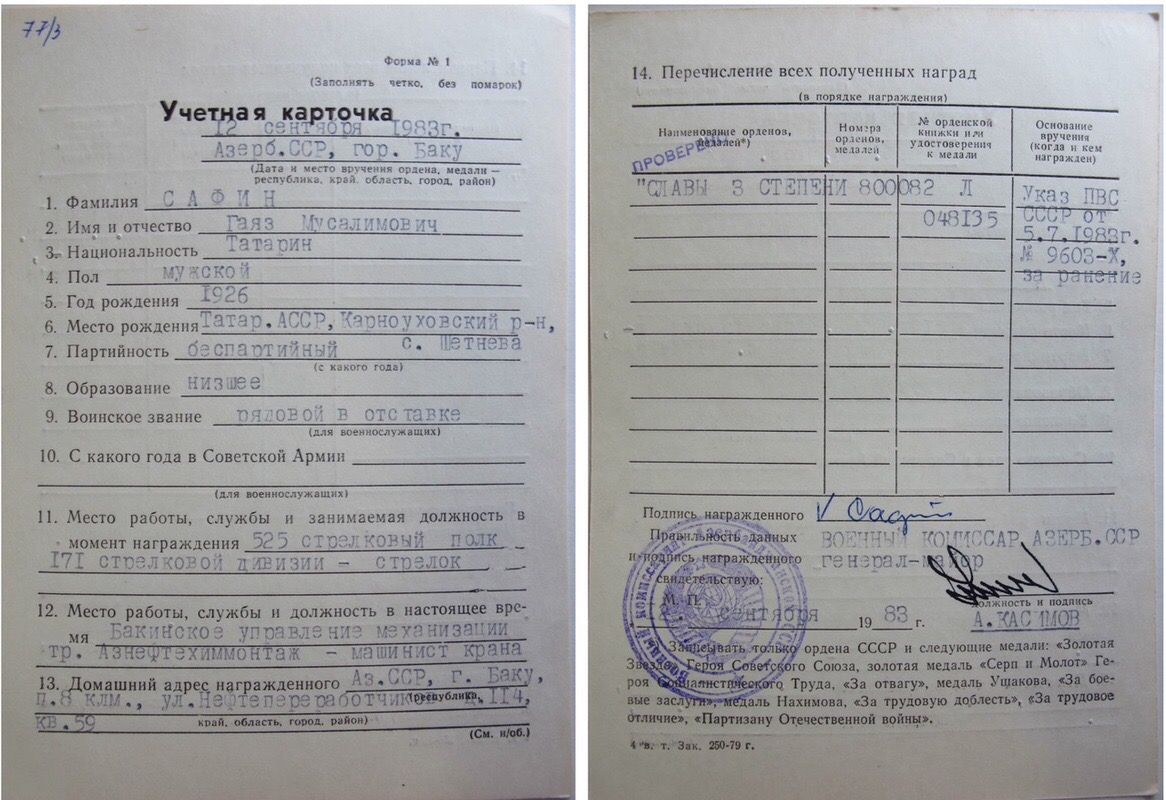 77/3
Форма № 1
(Заполнять четко, без помарок)
Учетная карточка
12 сентября 1983г.
Азерб.ССР, гор. Баку
(Дата и место вручения ордена, медали —
республика, край, область, город, район)
1. Фамилия САФИН
2. Имя и отчество Гаяз Мусалимович
3. Национальность Татарин
4. Пол мужской
5. Год рождения 1926
6. Место рождения Татар.АССР, Карноуховский р-н,
с. Шетнева
7. Партийность беспартийный
(с какого года)
8. Образование низшее
9. Воинское звание рядовой в отставке
(для военнослужащих)
10. С какого года в Советской Армии
(для военнослужащих)
11. Место работы, службы и занимаемая должность в
момент награждения 525 стрелковый полк
171 стрелковой дивизии - стрелок
12. Место работы, службы и должность в настоящее вре-
мя Бакинское управление механизации
тр. Азнефтехиммонтаж - машинист крана
13. Домашний адрес награжденного Аз.ССР, г. Баку,
(республика,
п.8 клм., ул.Нефтепереработчиков д.114,
кв.59
край, область, город, район)
(См. н/об.)
14. Перечисление всех полученных наград
(в порядке награждения)
Наименование орденов, медалей*)
Номера орденов, медалей
№ орденской книжки или удостоверения к медали
Основание вручения (когда и кем награжден)
ПРОВЕРЕНО
"СЛАВЫ 3 СТЕПЕНИ 800082 Л
048135
Указ ПВС
СССР от
5.7.1983г.
№ 9603-X,
за ранение
Подпись награжденного V Сафин
Правильность данных
и подпись награжденного
свидетельствую:
ВОЕННЫЙ КОМИССАР АЗЕРБ.ССР
генерал-майор
М. П.
сентября 1983 г.
Должность и подпись
А.КАСИМОВ
Записывать только ордена СССР и следующие медали: «Золотая
Звезда» Героя Советского Союза, золотая медаль «Серп и Молот» Ге-
роя Социалистического Труда, «За отвагу», медаль Ушакова, «За бое-
вые заслуги», медаль Нахимова, «За трудовую доблесть», «За трудовое
отличие», «Партизану Отечественной войны».
4 в. т. Зак. 250-79 г.